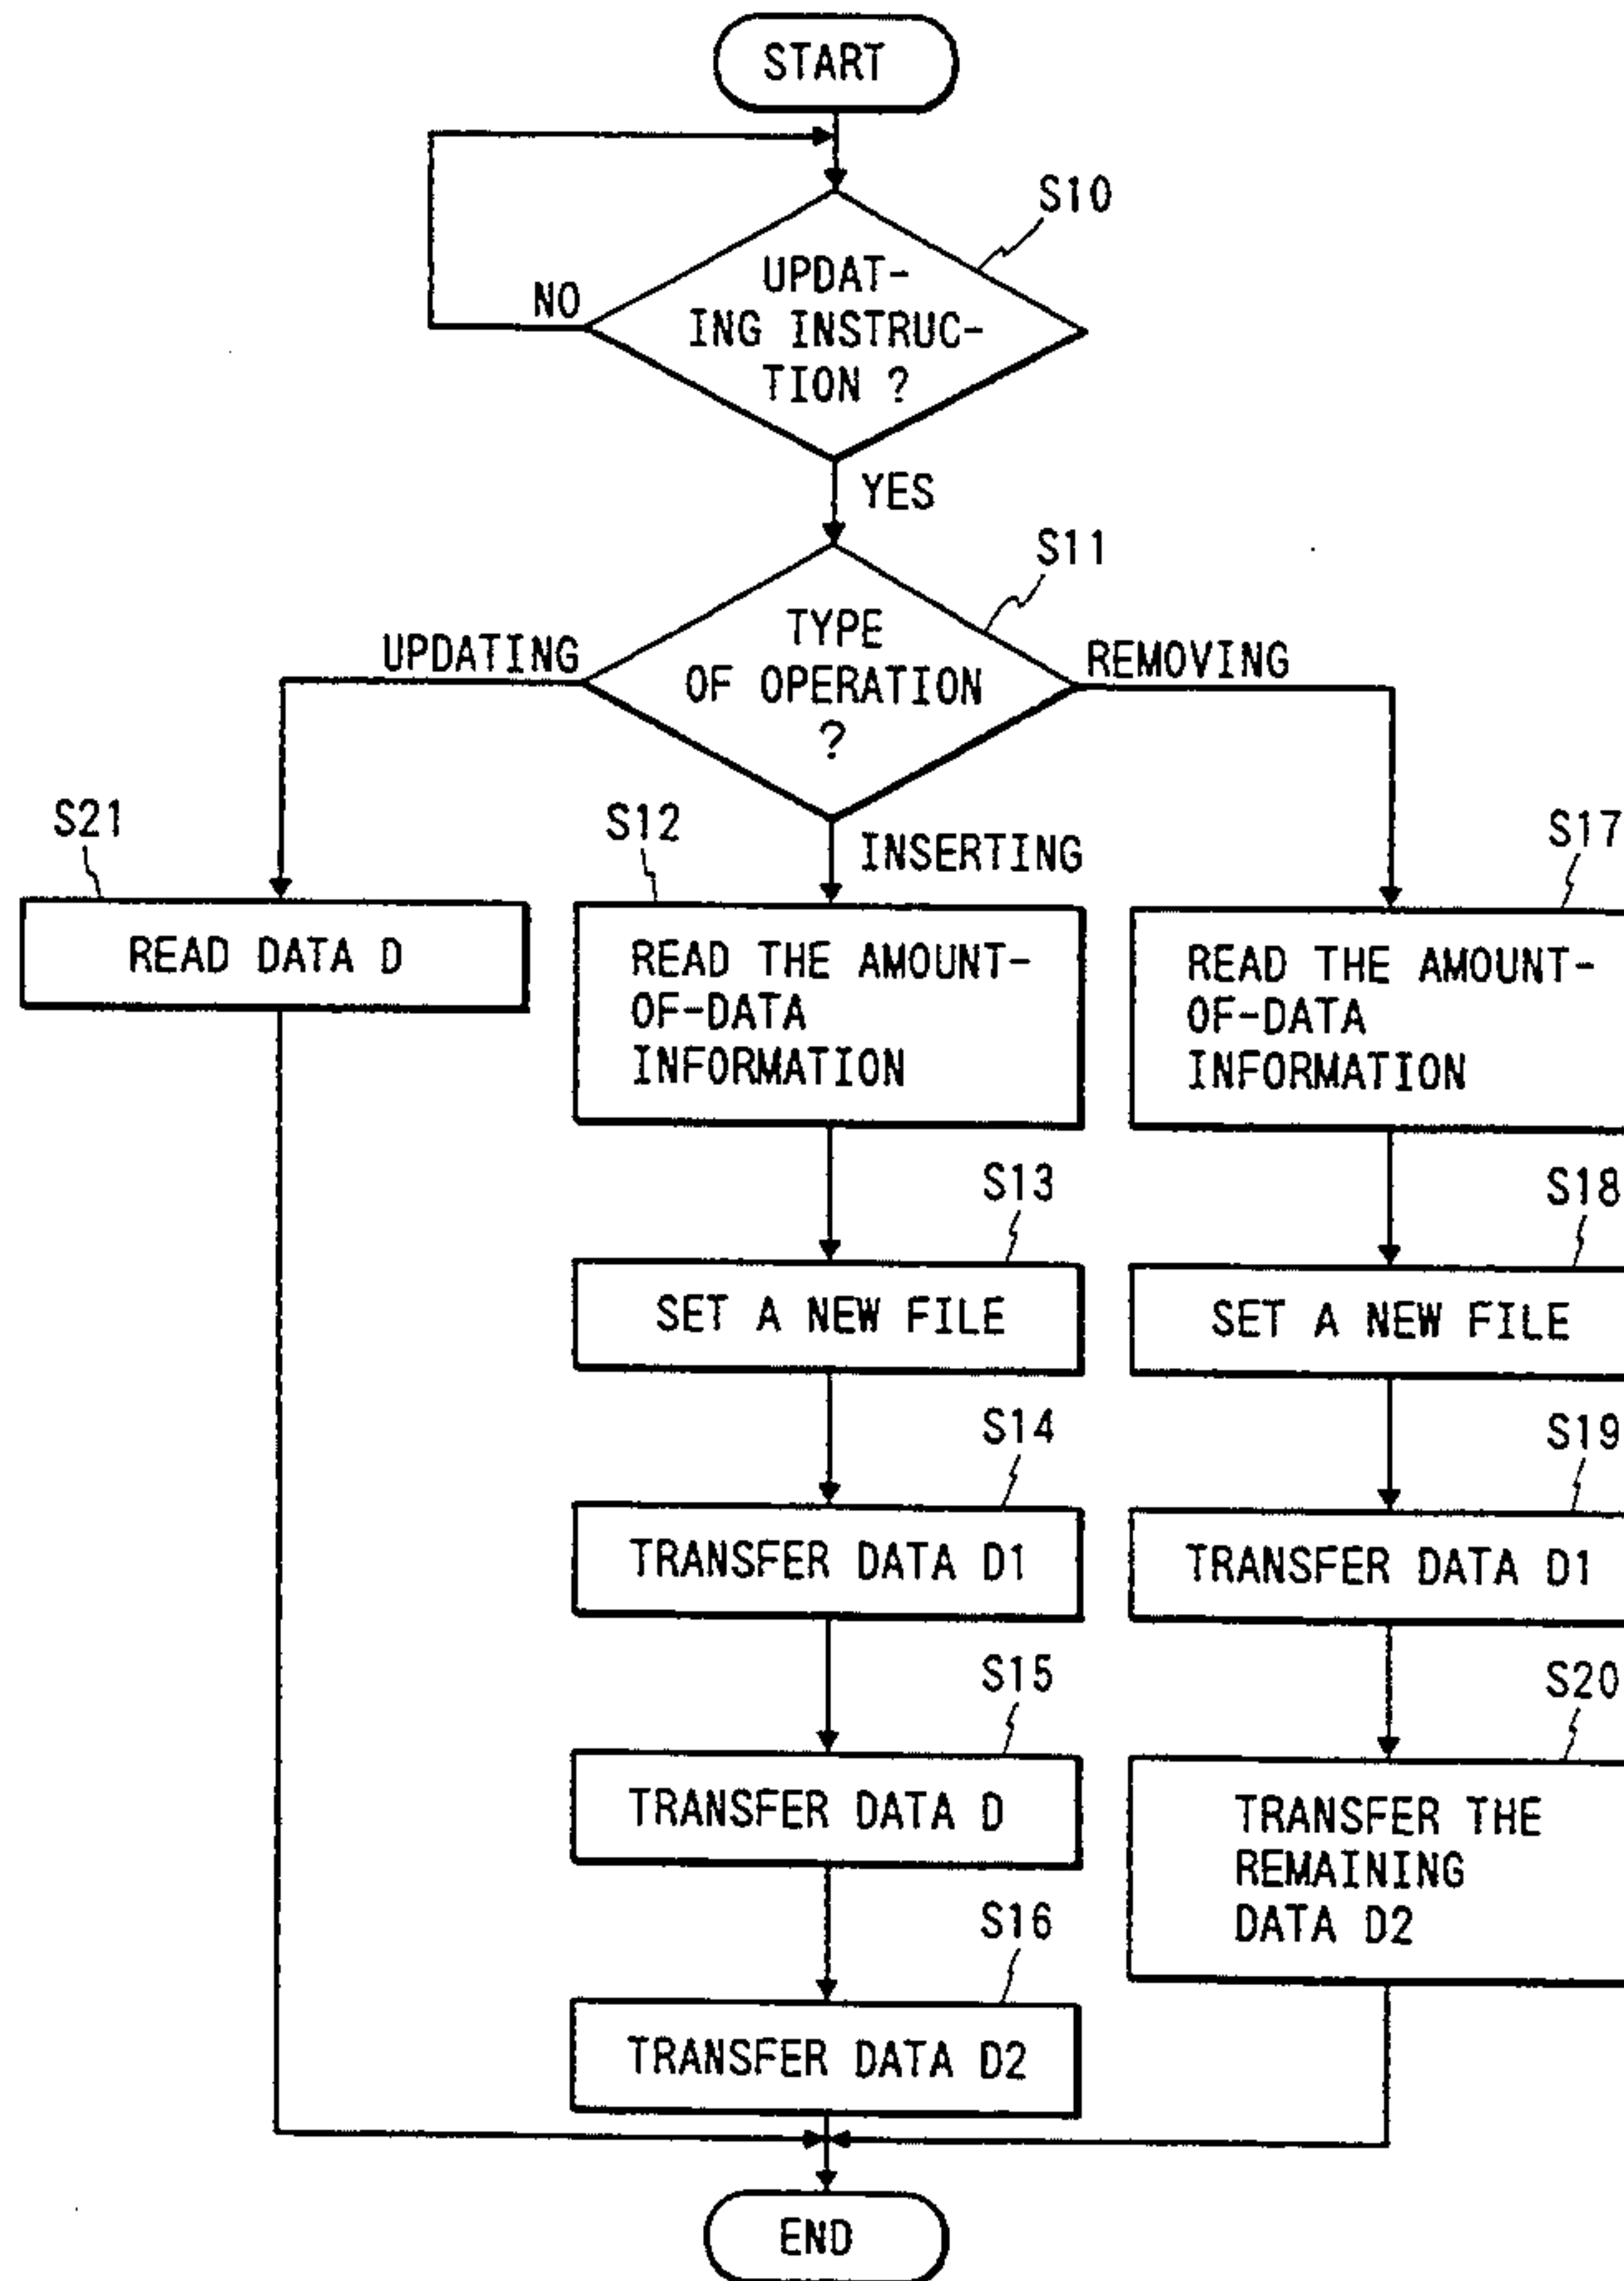 START
S10
UPDAT-
ING INSTRUC-
TION ?
NO
YES
S11
TYPE
OF OPERATION
?
UPDATING
REMOVING
INSERTING
S21
READ DATA D
S12
READ THE AMOUNT-
OF-DATA
INFORMATION
S17
READ THE AMOUNT-
OF-DATA
INFORMATION
S13
SET A NEW FILE
S18
SET A NEW FILE
S14
TRANSFER DATA D1
S19
TRANSFER DATA D1
S15
TRANSFER DATA D
S20
TRANSFER THE
REMAINING
DATA D2
S16
TRANSFER DATA D2
END